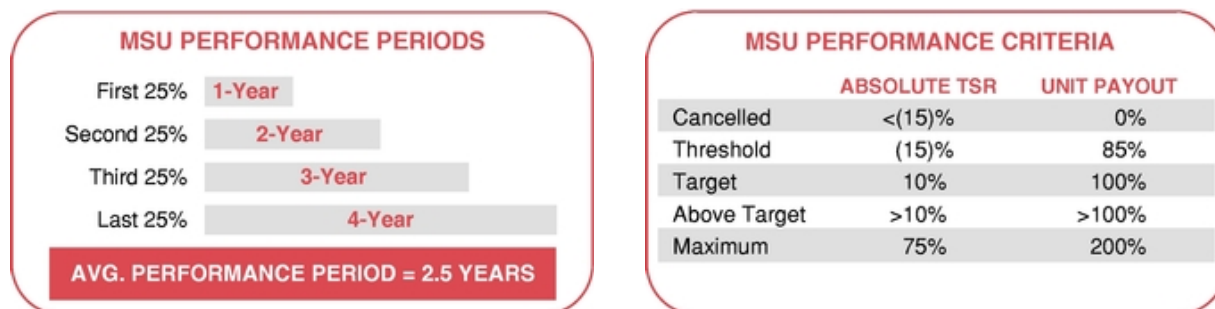 MSU PERFORMANCE PERIODS
First 25% 1-Year
Second 25% 2-Year
Third 25% 3-Year
Last 25% 4-Year
AVG. PERFORMANCE PERIOD = 2.5 YEARS
MSU PERFORMANCE CRITERIA
ABSOLUTE TSR UNIT PAYOUT
Cancelled <(15)% 0%
Threshold (15)% 85%
Target 10% 100%
Above Target >10% >100%
Maximum 75% 200%